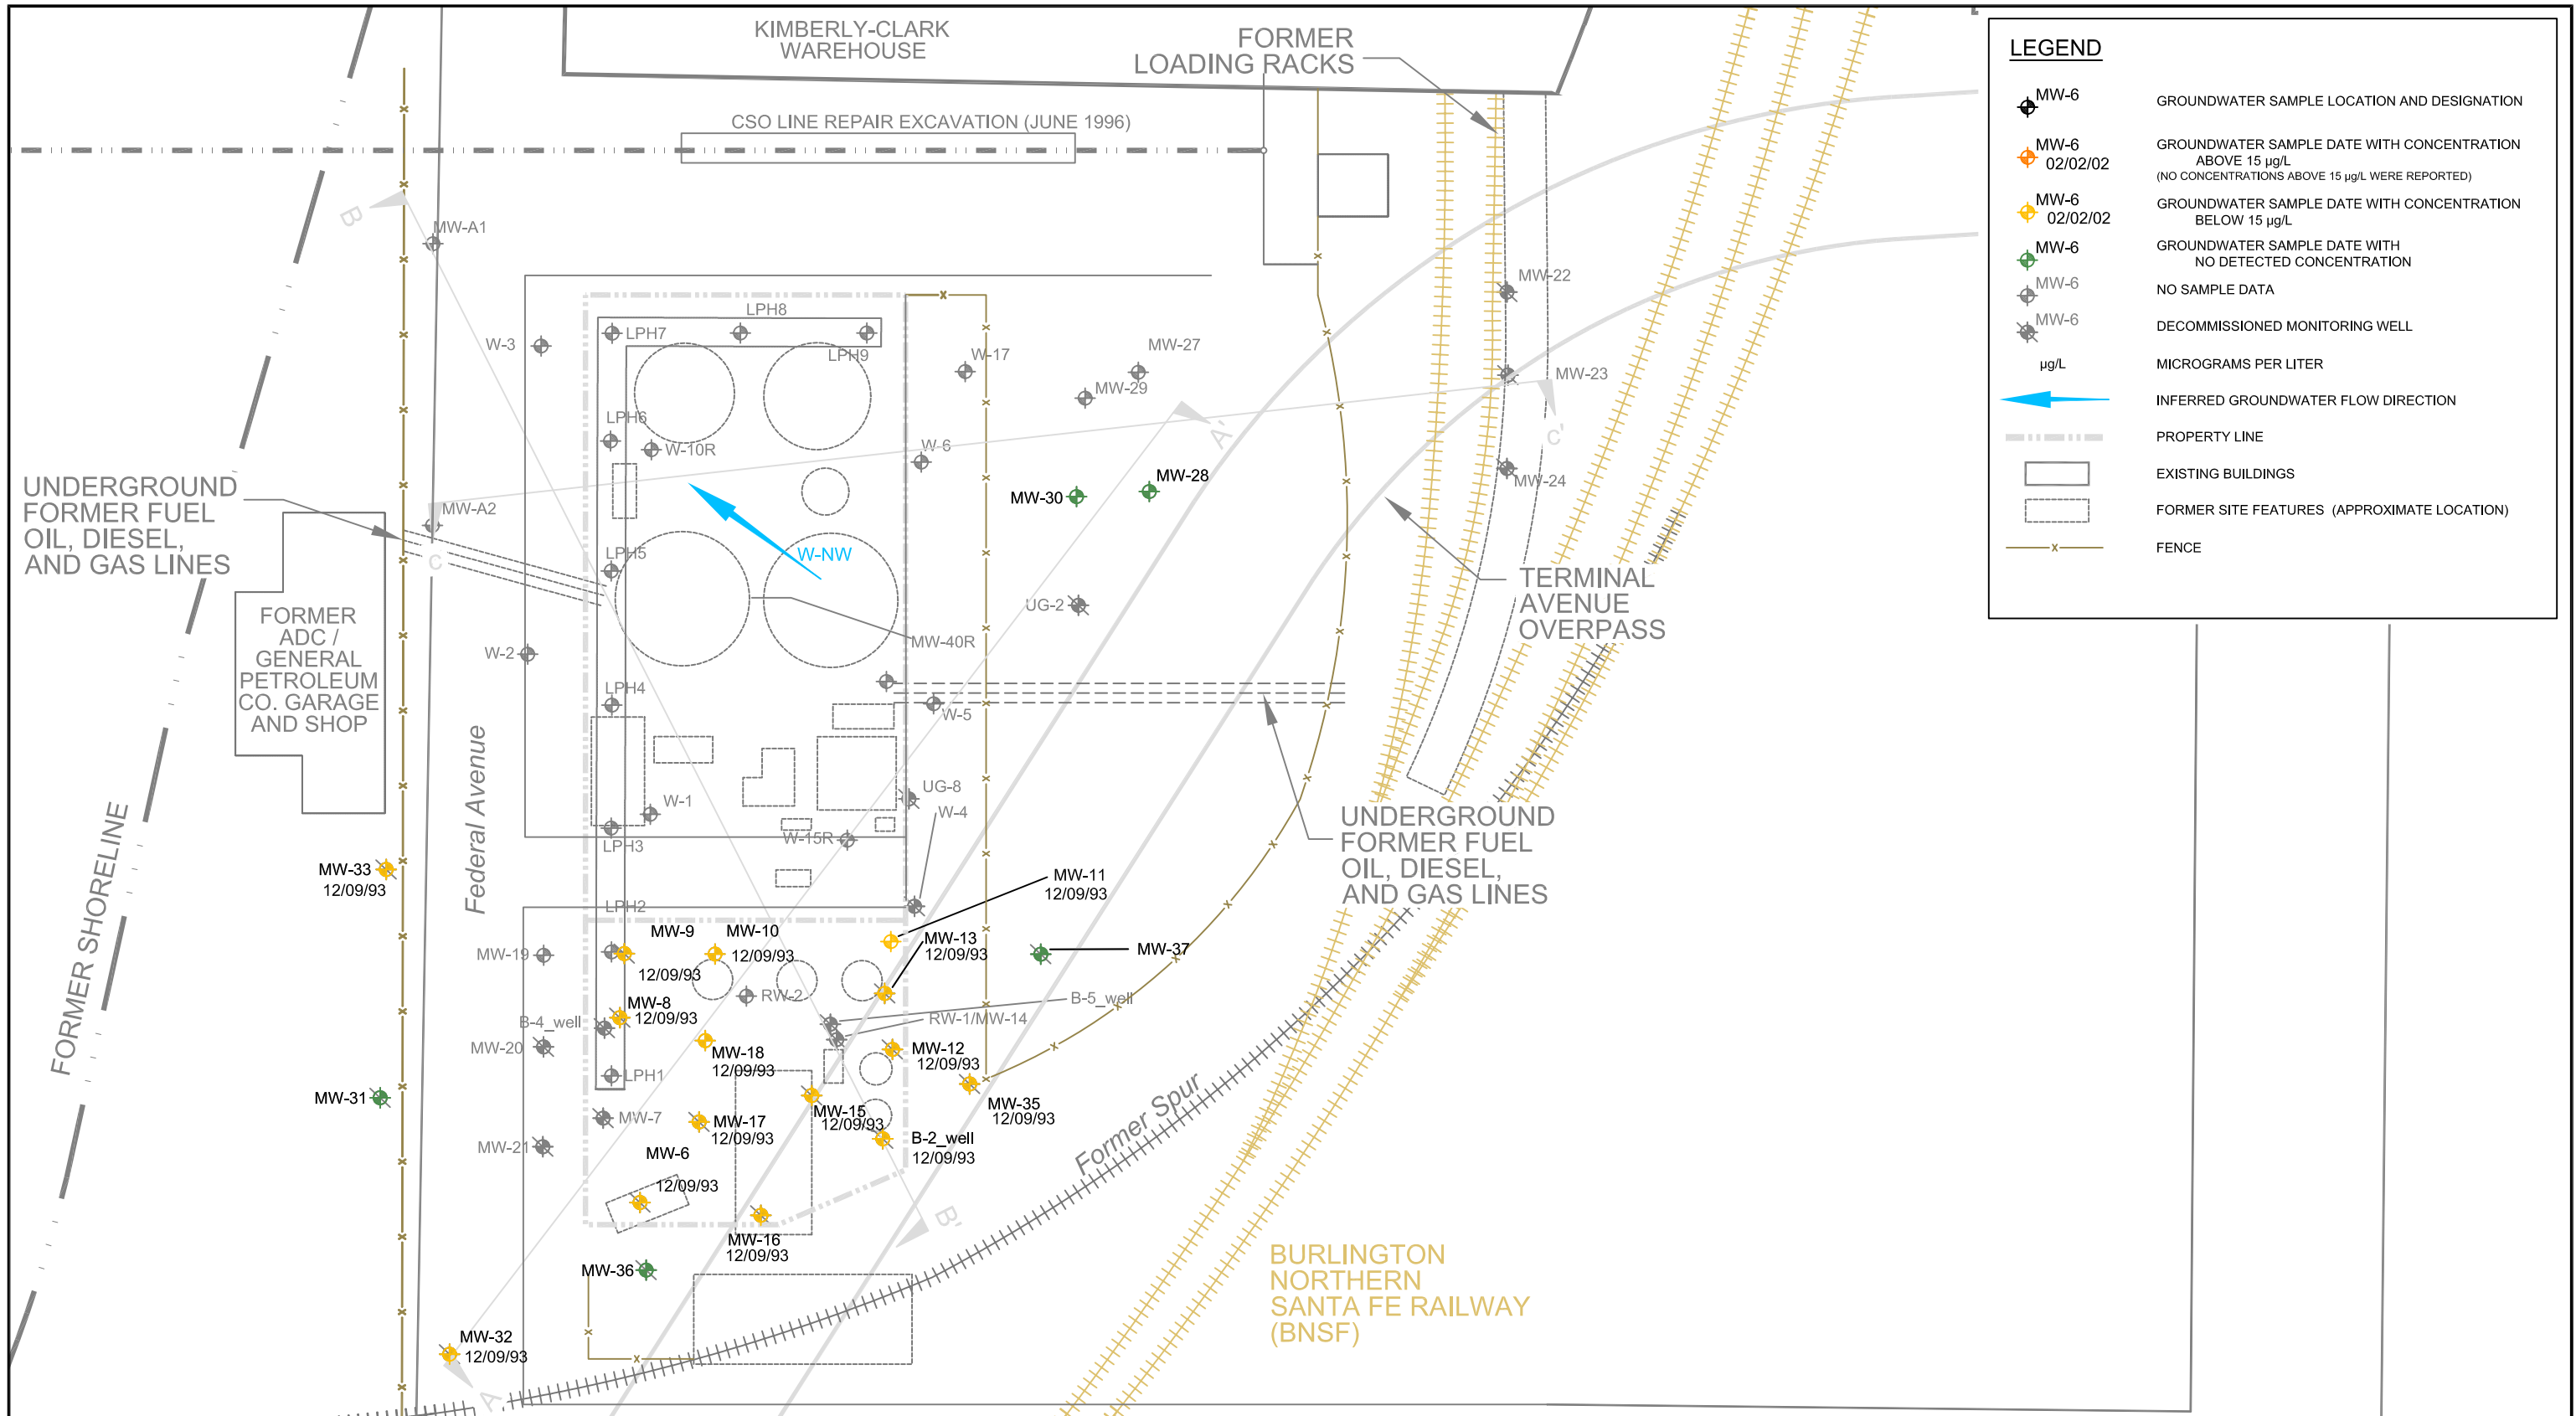 KIMBERLY-CLARK
WAREHOUSE
FORMER
LOADING RACKS
CSO LINE REPAIR EXCAVATION (JUNE 1996)
LEGEND
MW-6
GROUNDWATER SAMPLE LOCATION AND DESIGNATION
MW-6
02/02/02
GROUNDWATER SAMPLE DATE WITH CONCENTRATION
ABOVE 15 µg/L
(NO CONCENTRATIONS ABOVE 15 µg/L WERE REPORTED)
MW-6
02/02/02
GROUNDWATER SAMPLE DATE WITH CONCENTRATION
BELOW 15 µg/L
MW-6
GROUNDWATER SAMPLE DATE WITH
NO DETECTED CONCENTRATION
MW-6
NO SAMPLE DATA
MW-6
DECOMMISSIONED MONITORING WELL
µg/L
MICROGRAMS PER LITER
INFERRED GROUNDWATER FLOW DIRECTION
PROPERTY LINE
EXISTING BUILDINGS
FORMER SITE FEATURES (APPROXIMATE LOCATION)
X
FENCE
B
MW-A1
MW-22
LPH8
LPH7
LPH9
W-3
W-17
MW-27
MW-29
MW-23
LPH6
W-10R
W-6
A'
C'
MW-28
MW-30
MW-24
UNDERGROUND
FORMER FUEL
OIL, DIESEL,
AND GAS LINES
MW-A2
C
LPH5
W-NW
TERMINAL
AVENUE
OVERPASS
UG-2
FORMER
ADC /
GENERAL
PETROLEUM
CO. GARAGE
AND SHOP
MW-40R
W-2
LPH4
W-5
Federal Avenue
UG-8
W-4
W-1
W-15R
LPH3
UNDERGROUND
FORMER FUEL
OIL, DIESEL,
AND GAS LINES
FORMER SHORELINE
MW-33
12/09/93
MW-11
12/09/93
LPH2
MW-9
12/09/93
MW-10
12/09/93
MW-13
12/09/93
MW-37
MW-19
RW-2
B-5_well
MW-8
12/09/93
B-4_well
RW-1/MW-14
MW-20
MW-18
12/09/93
MW-12
12/09/93
LPH1
MW-31
MW-35
12/09/93
MW-15
12/09/93
MW-7
MW-17
12/09/93
MW-21
B-2_well
12/09/93
MW-6
12/09/93
Former Spur
B'
MW-16
12/09/93
MW-36
BURLINGTON
NORTHERN
SANTA FE RAILWAY
(BNSF)
MW-32
12/09/93
A